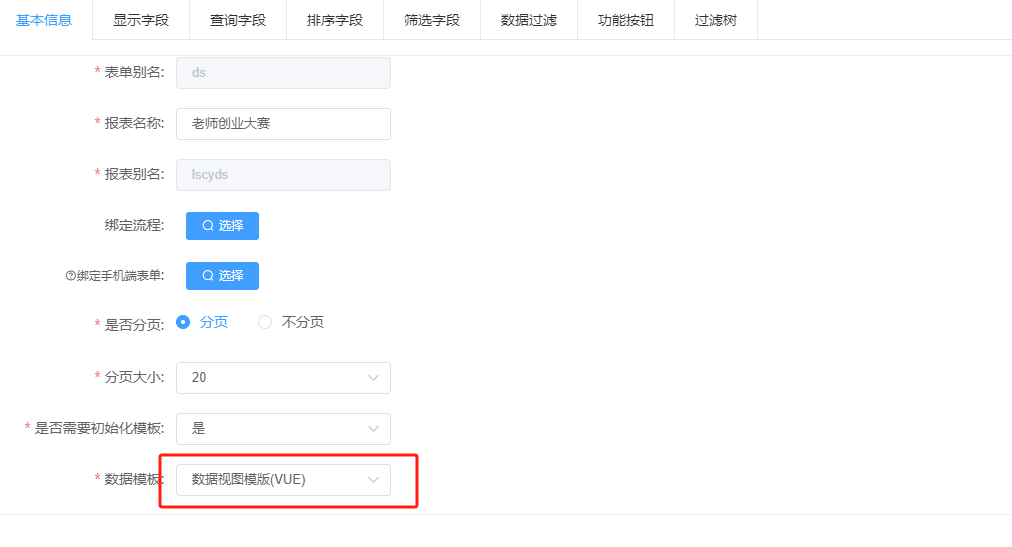 基本信息 显示字段 查询字段 排序字段 筛选字段 数据过滤 功能按钮 过滤树
* 表单别名: ds
* 报表名称: 老师创业大赛
* 报表别名: lscyds
绑定流程: 选择
绑定手机端表单: 选择
* 是否分页: 分页 不分页
* 分页大小: 20
* 是否需要初始化模板: 是
* 数据模板: 数据视图模版(VUE)